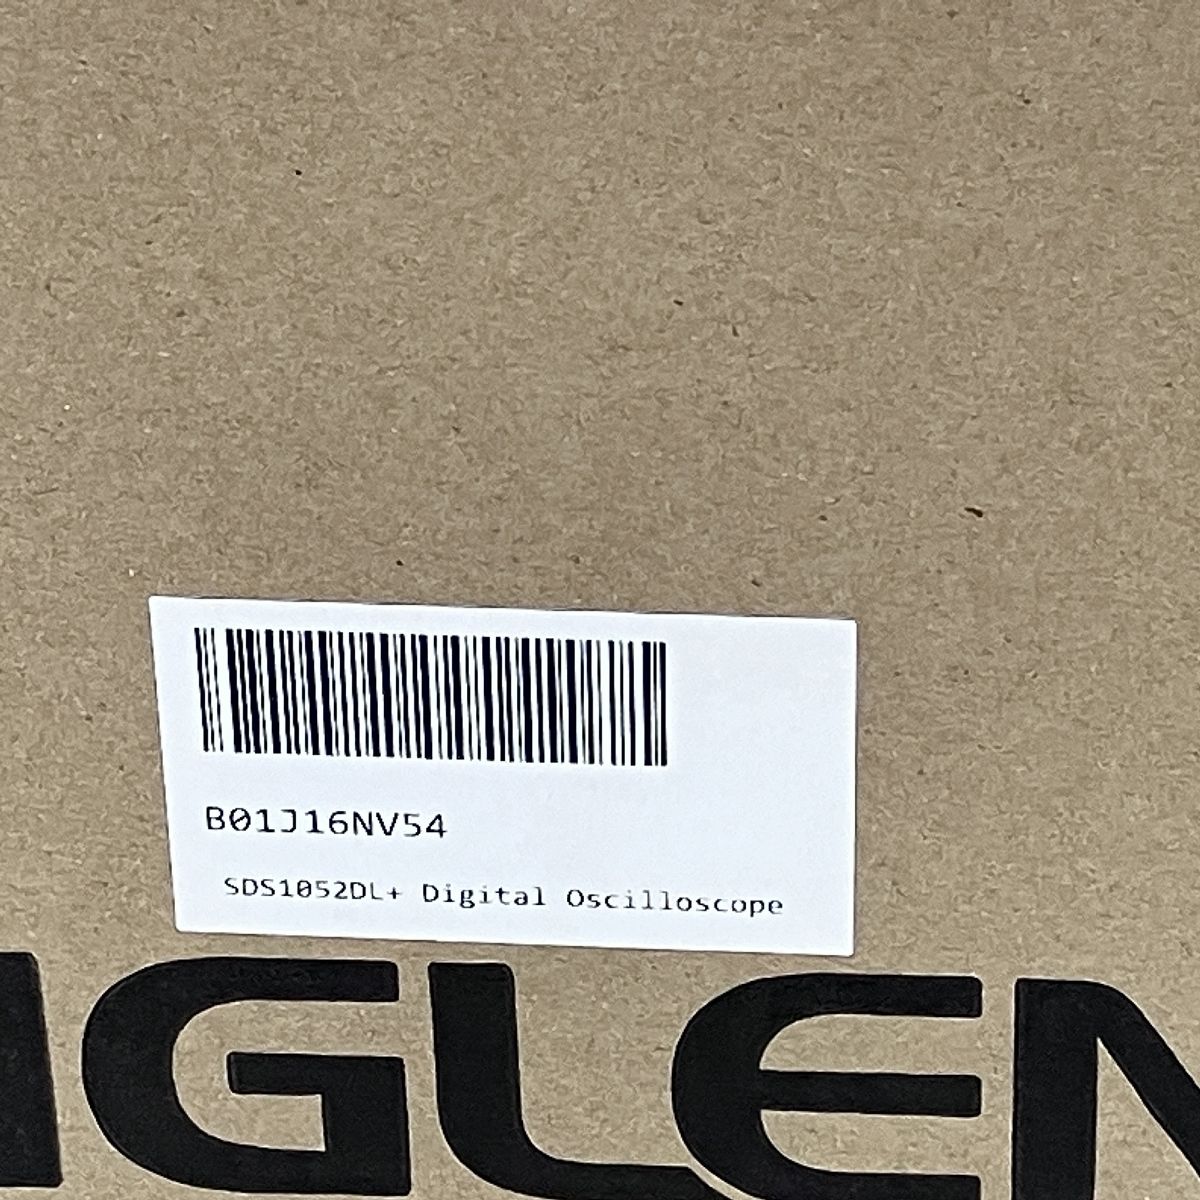 B01J16NV54
SDS1052DL+ Digital Oscilloscope
IGLEN